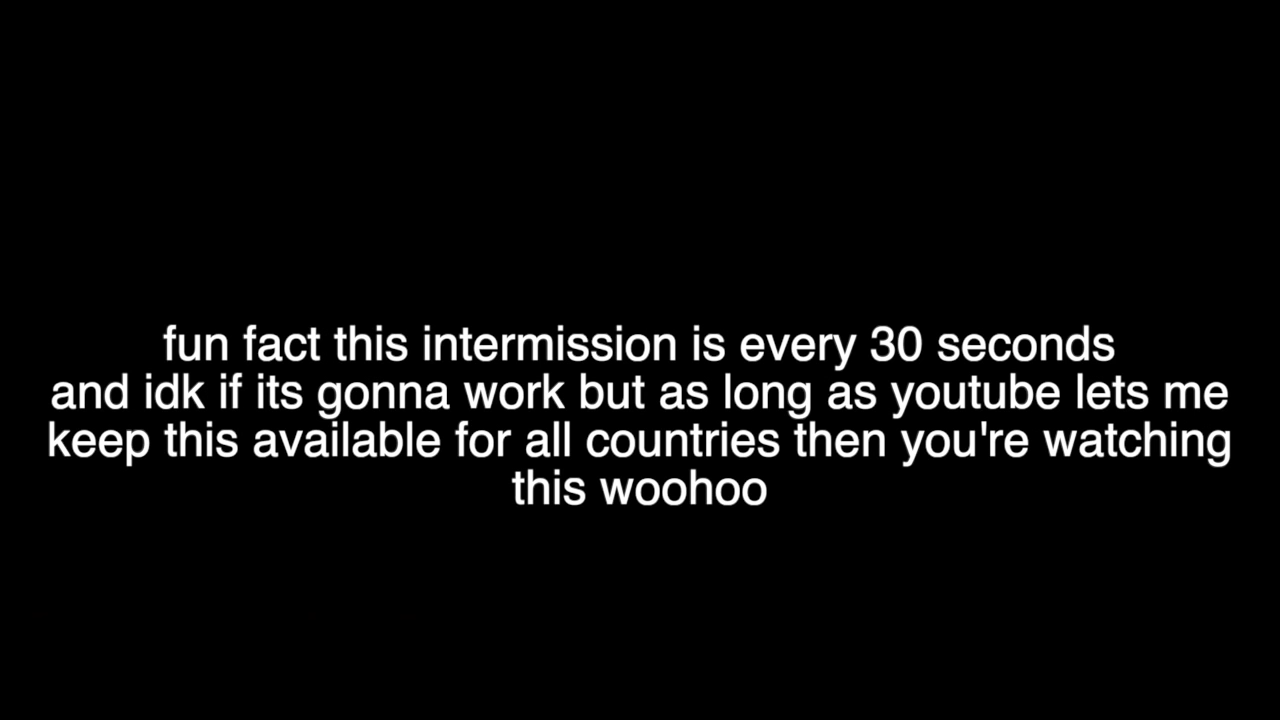 fun fact this intermission is every 30 seconds
and idk if its gonna work but as long as youtube lets me
keep this available for all countries then you're watching
this woohoo